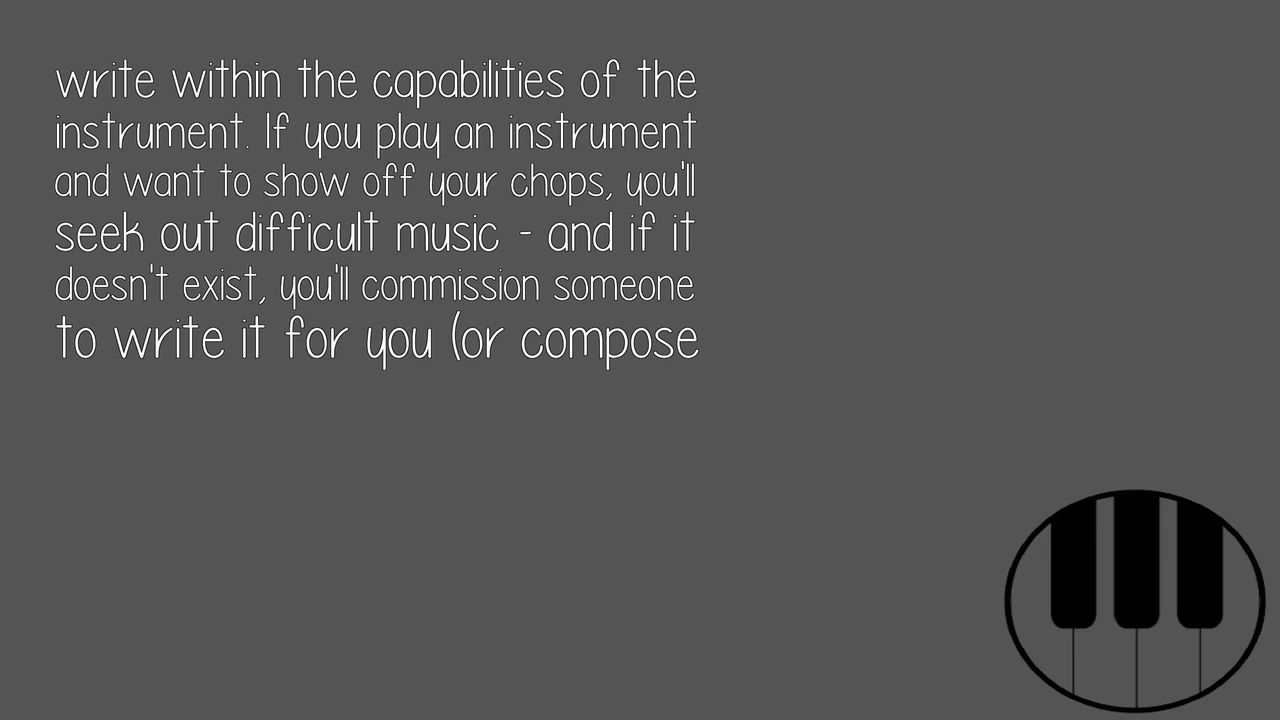 write within the capabilities of the
instrument. If you play an instrument
and want to show off your chops, you'll
seek out difficult music - and if it
doesn't exist, you'll commission someone
to write it for you (or compose